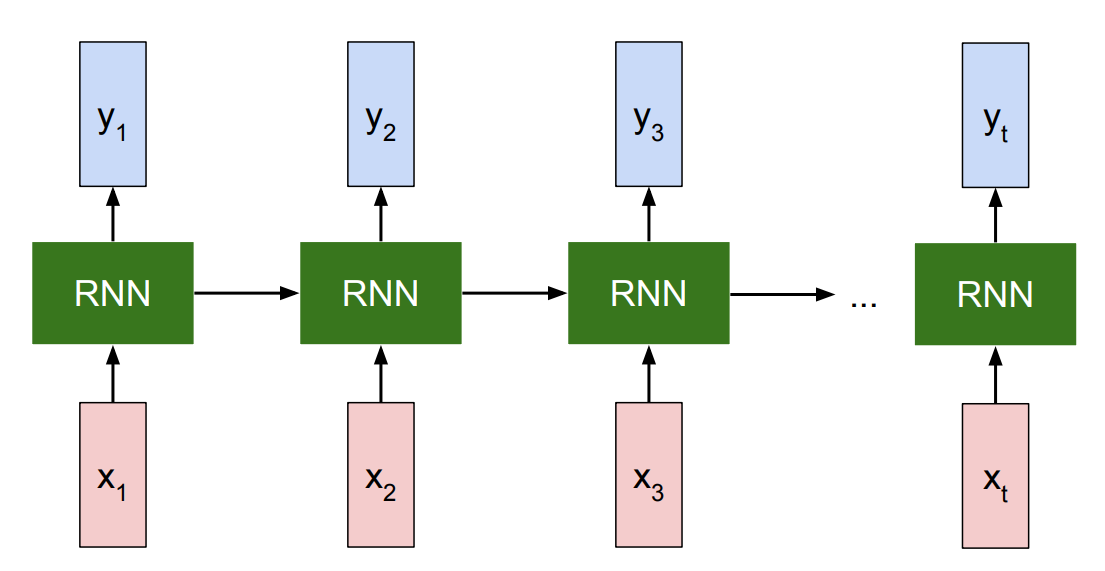 y₁ y₂ y₃ yₜ
RNN RNN RNN ... RNN
x₁ x₂ x₃ xₜ